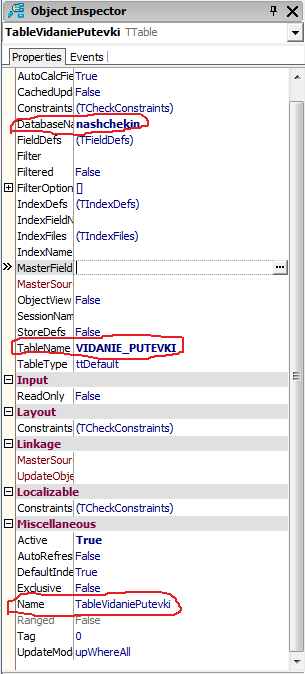 Object Inspector
TableVidaniePutevki TTable
Properties Events
AutoCalcFie True
CachedUpd False
Constraints (TCheckConstraints)
DatabaseNa nashchekin
FieldDefs (TFieldDefs)
Filter
Filtered False
FilterOption []
IndexDefs (TIndexDefs)
IndexFieldN
IndexFiles (TIndexFiles)
IndexName
MasterField ...
MasterSour
ObjectView False
SessionNam
StoreDefs False
TableName VIDANIE_PUTEVKI
TableType ttDefault
Input
ReadOnly False
Layout
Constraints (TCheckConstraints)
Linkage
MasterSour
UpdateObje
Localizable
Constraints (TCheckConstraints)
Miscellaneous
Active True
AutoRefres False
DefaultInde True
Exclusive False
Name TableVidaniePutevki
Ranged False
Tag 0
UpdateMod upWhereAll